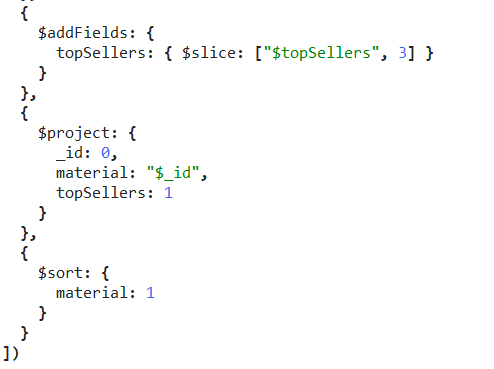 {
$addFields: {
topSellers: { $slice: ["$topSellers", 3] }
}
},
{
$project: {
_id: 0,
material: "$_id",
topSellers: 1
}
},
{
$sort: {
material: 1
}
}
])